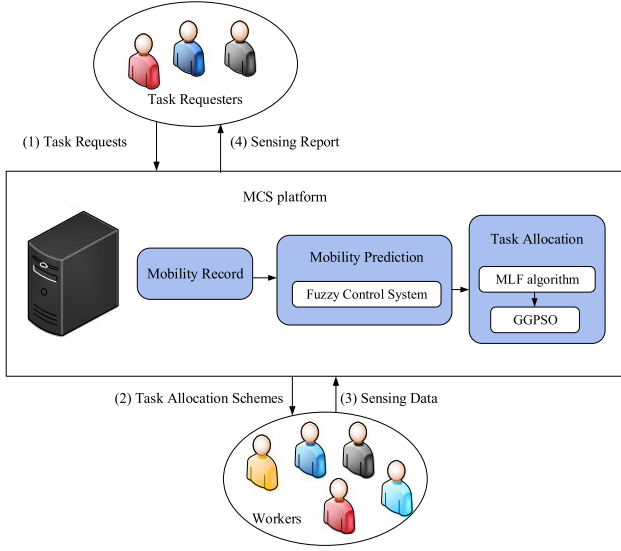 Task Requesters
(1) Task Requests
(4) Sensing Report
MCS platform
Mobility Record
Mobility Prediction
Fuzzy Control System
Task Allocation
MLF algorithm
GGPSO
(2) Task Allocation Schemes
(3) Sensing Data
Workers